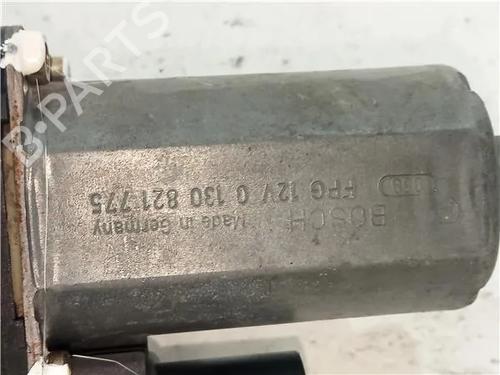 BOSCH
Made in Germany
FPG 12V 0 130 821 775
B-PARTS